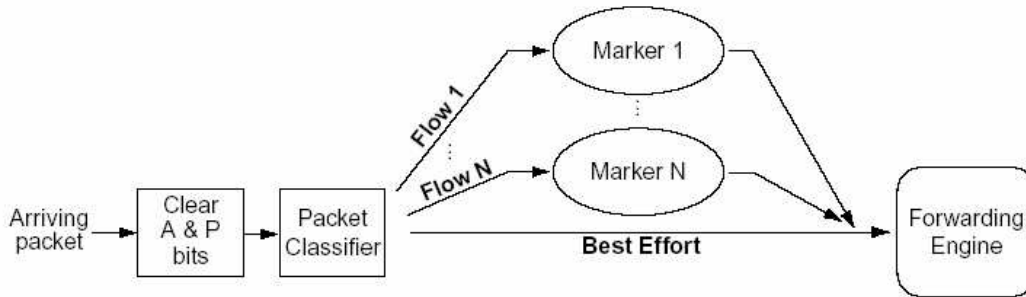 Marker 1
Flow 1
Marker N
Flow N
Arriving
packet
Clear
A & P
bits
Packet
Classifier
Best Effort
Forwarding
Engine